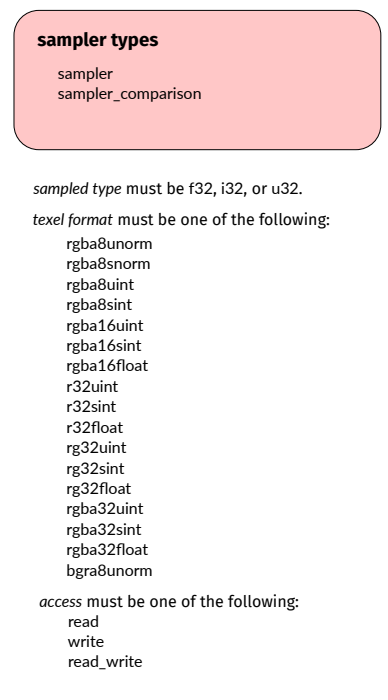 sampler types
sampler
sampler_comparison
sampled type must be f32, i32, or u32.
texel format must be one of the following:
rgba8unorm
rgba8snorm
rgba8uint
rgba8sint
rgba16uint
rgba16sint
rgba16float
r32uint
r32sint
r32float
rg32uint
rg32sint
rg32float
rgba32uint
rgba32sint
rgba32float
bgra8unorm
access must be one of the following:
read
write
read_write